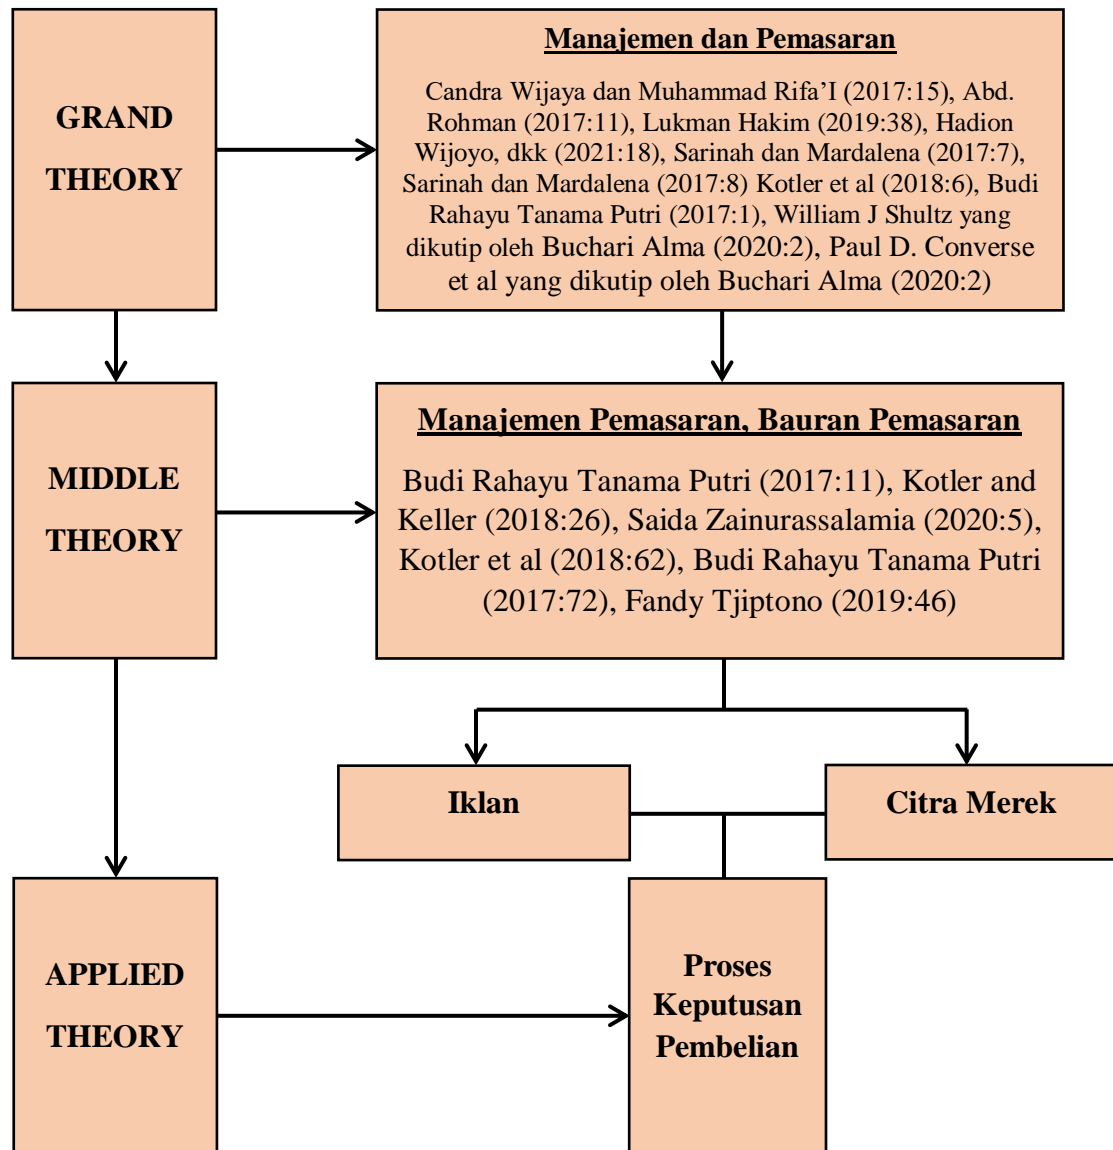 GRAND
THEORY
Manajemen dan Pemasaran
Candra Wijaya dan Muhammad Rifa’I (2017:15), Abd.
Rohman (2017:11), Lukman Hakim (2019:38), Hadion
Wijoyo, dkk (2021:18), Sarinah dan Mardalena (2017:7),
Sarinah dan Mardalena (2017:8) Kotler et al (2018:6), Budi
Rahayu Tanama Putri (2017:1), William J Shultz yang
dikutip oleh Buchari Alma (2020:2), Paul D. Converse
et al yang dikutip oleh Buchari Alma (2020:2)
MIDDLE
THEORY
Manajemen Pemasaran, Bauran Pemasaran
Budi Rahayu Tanama Putri (2017:11), Kotler and
Keller (2018:26), Saida Zainurassalamia (2020:5),
Kotler et al (2018:62), Budi Rahayu Tanama Putri
(2017:72), Fandy Tjiptono (2019:46)
Iklan
Citra Merek
APPLIED
THEORY
Proses
Keputusan
Pembelian